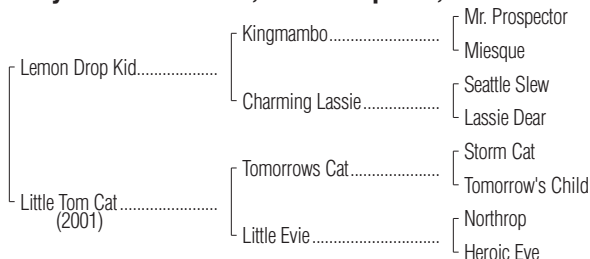 Mr. Prospector
Kingmambo
Miesque
Lemon Drop Kid
Seattle Slew
Charming Lassie
Lassie Dear
Storm Cat
Tomorrows Cat
Tomorrow's Child
Little Tom Cat
(2001)
Northrop
Little Evie
Heroic Eve